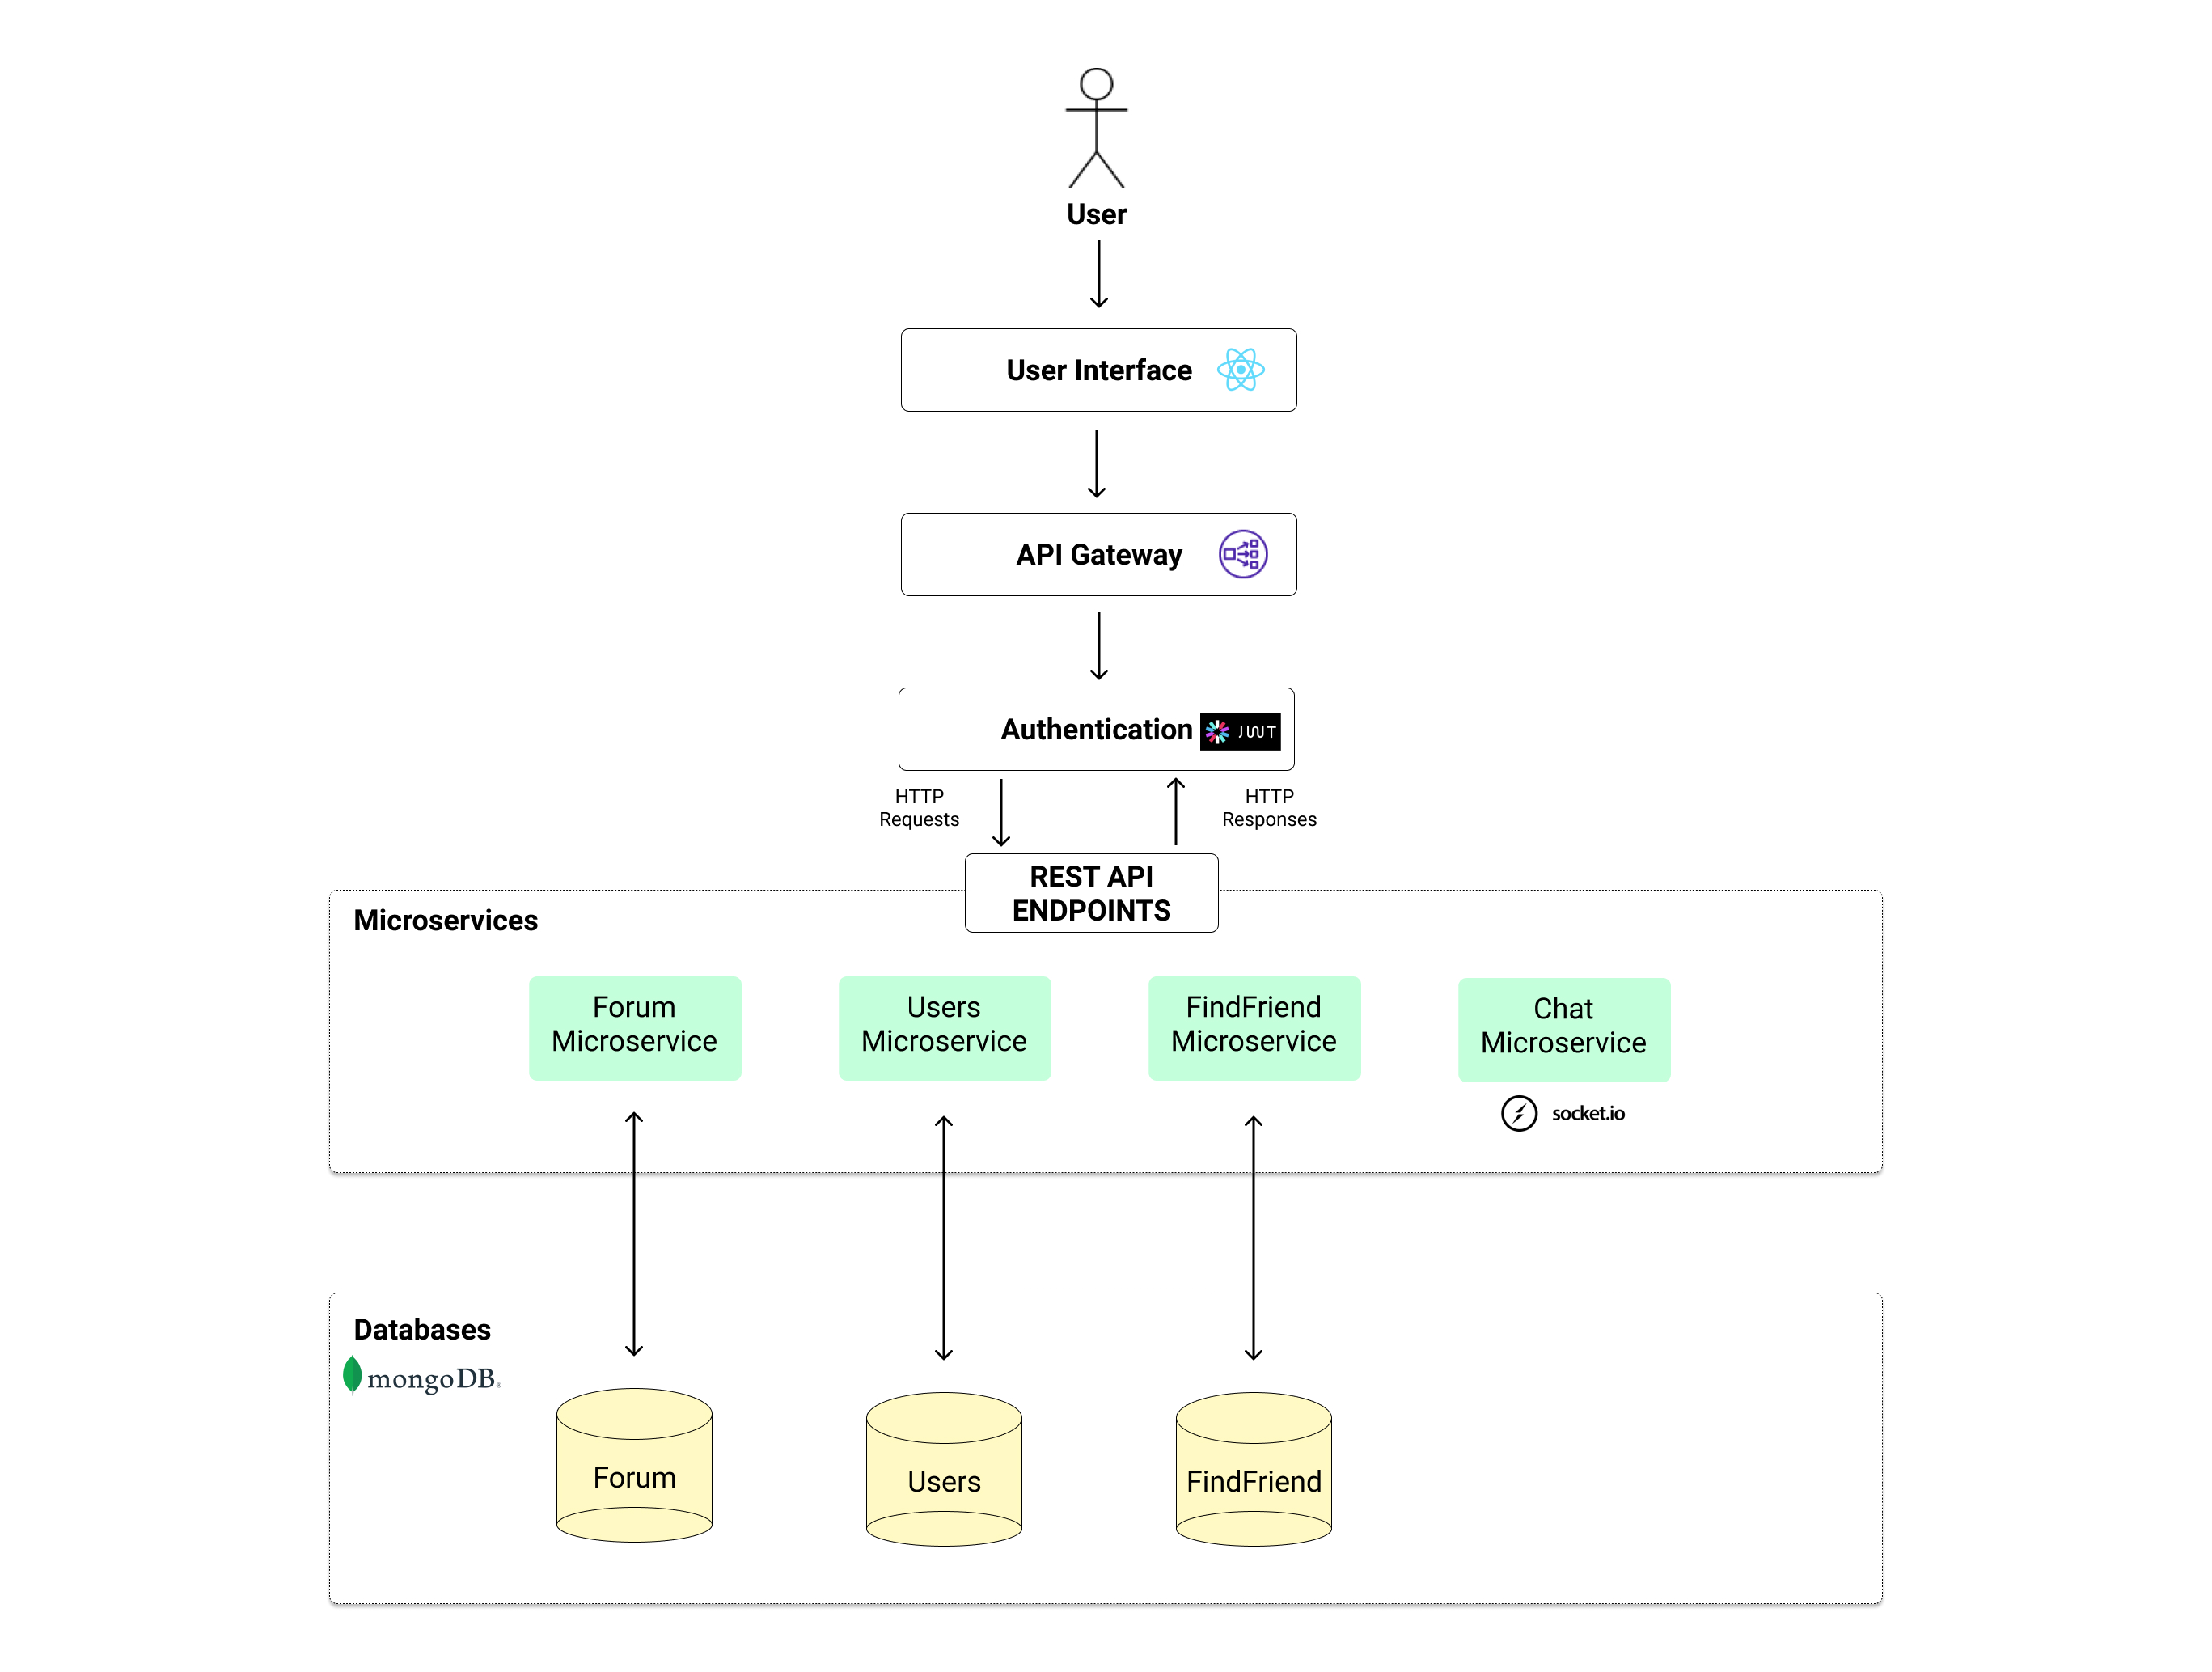 User
User Interface
API Gateway
Authentication
JWT
HTTP
Requests
HTTP
Responses
REST API
ENDPOINTS
Microservices
Forum
Microservice
Users
Microservice
FindFriend
Microservice
Chat
Microservice
socket.io
Databases
mongoDB®
Forum
Users
FindFriend